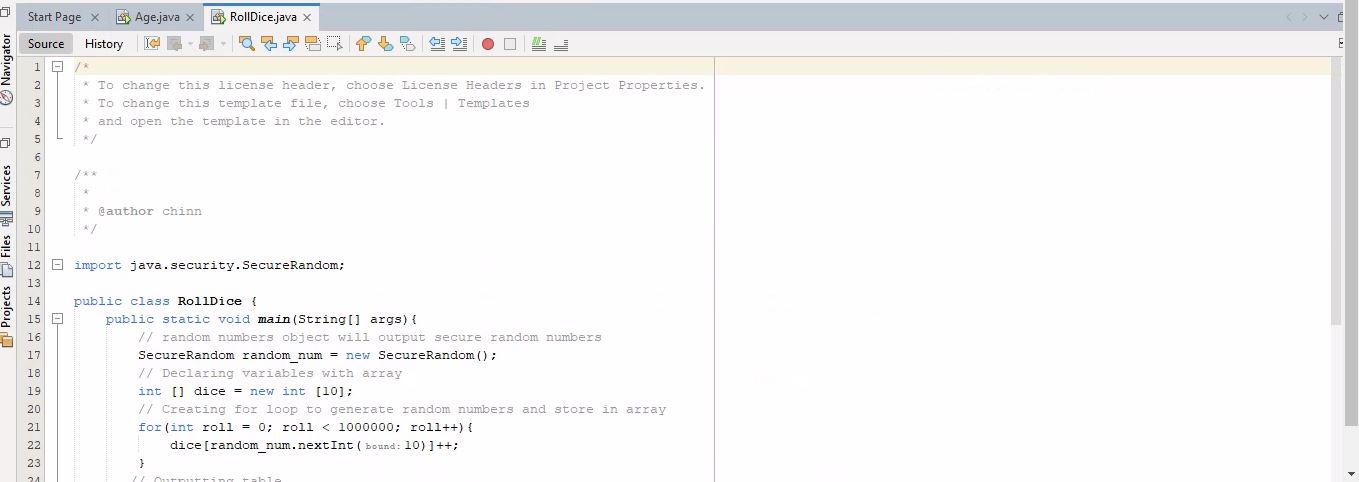 Start Page Age.java RollDice.java
Source History
Navigator
Services
Files
Projects
1 /*
2 * To change this license header, choose License Headers in Project Properties.
3 * To change this template file, choose Tools | Templates
4 * and open the template in the editor.
5 */
6
7 /**
8 *
9 * @author chinn
10 */
11
12 import java.security.SecureRandom;
13
14 public class RollDice {
15 public static void main(String[] args){
16 // random numbers object will output secure random numbers
17 SecureRandom random_num = new SecureRandom();
18 // Declaring variables with array
19 int [] dice = new int [10];
20 // Creating for loop to generate random numbers and store in array
21 for(int roll = 0; roll < 1000000; roll++){
22 dice[random_num.nextInt( bound: 10)]++;
23 }
24 // Outputting table